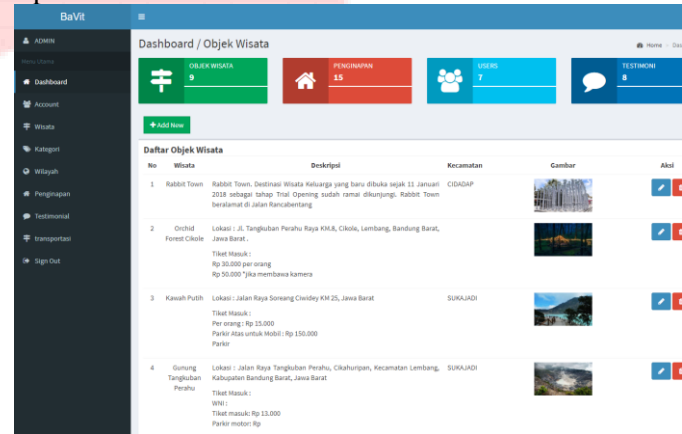 BaVit
ADMIN
Menu Utama
Dashboard
Account
Wisata
Kategori
Wilayah
Penginapan
Testimonial
transportasi
Sign Out
Dashboard / Objek Wisata
Home >
OBJEK WISATA
9
PENGINAPAN
15
USERS
7
TESTIMONI
8
+ Add New
Daftar Objek Wisata
No Wisata Deskripsi Kecamatan Gambar Aksi
1 Rabbit Town Rabbit Town. Destinasi Wisata Keluarga yang baru dibuka sejak 11 Januari CIDADAP
2018 sebagai tahap Trial Opening sudah ramai dikunjungi. Rabbit Town
beralamat di Jalan Rancabentang
2 Orchid Lokasi : Jl. Tangkuban Perahu Raya KM.8, Cikole, Lembang, Bandung Barat,
Forest Cikole Jawa Barat .
Tiket Masuk :
Rp 30.000 per orang
Rp 50.000 *jika membawa kamera
3 Kawah Putih Lokasi : Jalan Raya Soreang Ciwidey KM 25, Jawa Barat SUKAJADI
Tiket Masuk :
Per orang : Rp 15.000
Parkir Atas untuk Mobil : Rp 150.000
Parkir
4 Gunung Lokasi : Jalan Raya Tangkuban Perahu, Cikahuripan, Kecamatan Lembang, SUKAJADI
Tangkuban Kabupaten Bandung Barat, Jawa Barat
Perahu
Tiket Masuk :
WNI :
Tiket masuk: Rp 13.000
Parkir motor: Rp